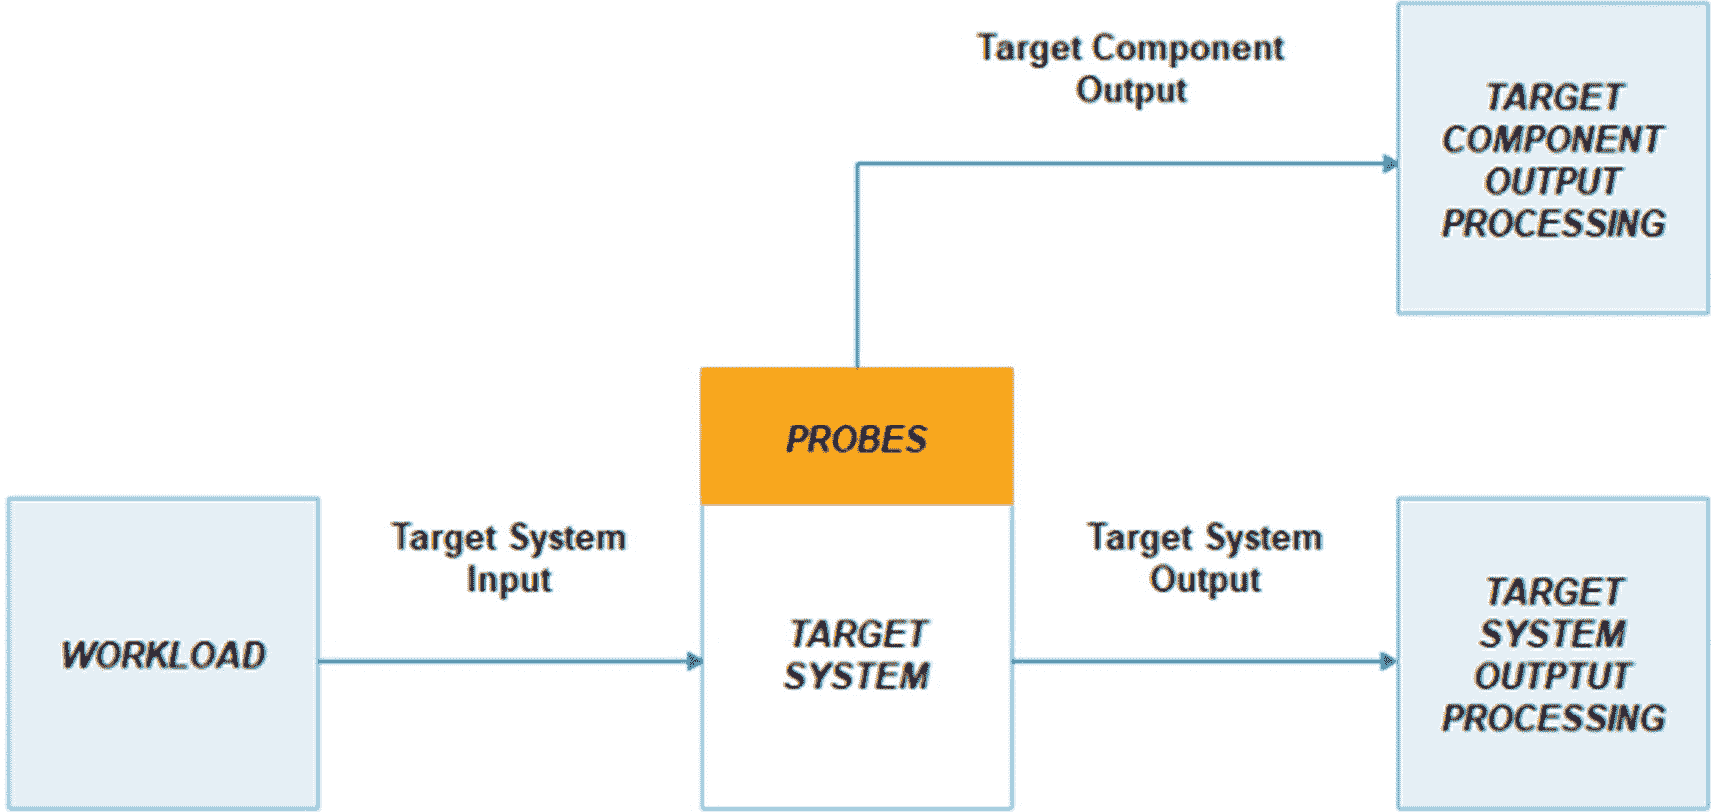 Target Component
Output
TARGET
COMPONENT
OUTPUT
PROCESSING
PROBES
WORKLOAD
Target System
Input
TARGET
SYSTEM
Target System
Output
TARGET
SYSTEM
OUTPTUT
PROCESSING